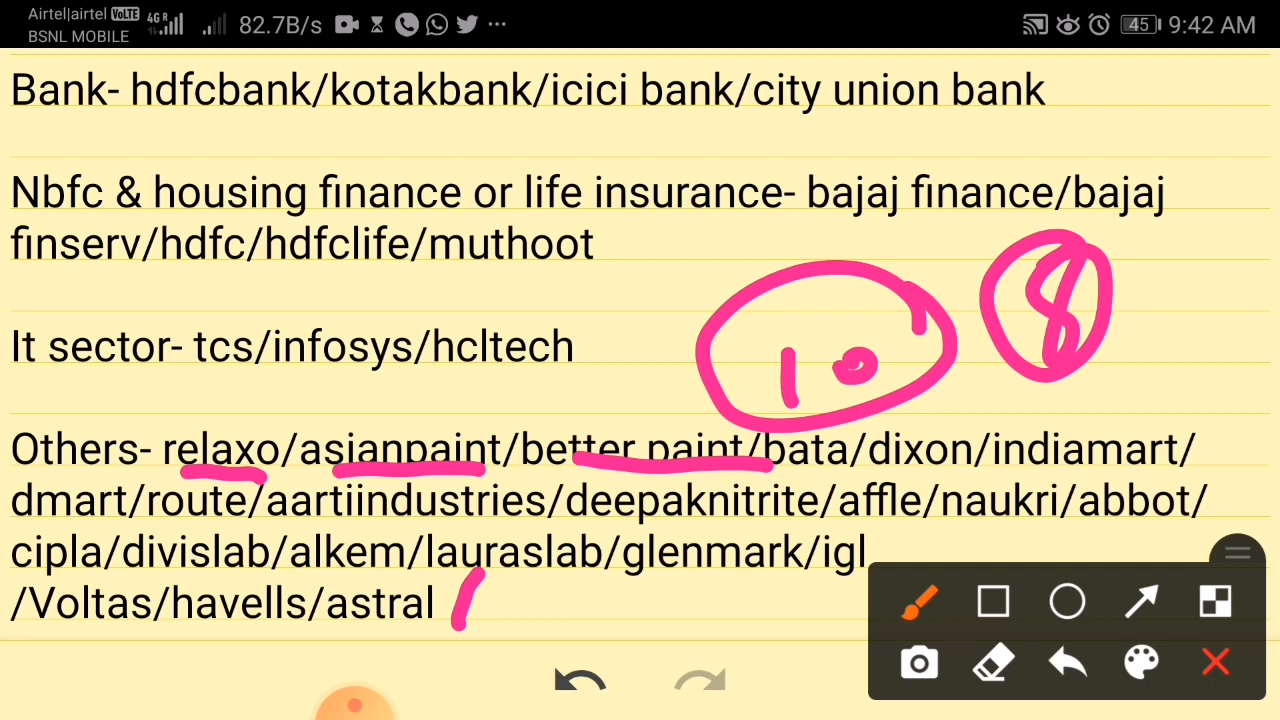 Airtel|airtel VoLTE
BSNL MOBILE
4G R
82.7B/s
45
9:42 AM
Bank- hdfcbank/kotakbank/icici bank/city union bank
Nbfc & housing finance or life insurance- bajaj finance/bajaj
finserv/hdfc/hdfclife/muthoot
8
It sector- tcs/infosys/hcltech
10
Others- relaxo/asianpaint/better paint/bata/dixon/indiamart/
dmart/route/aartiindustries/deepaknitrite/affle/naukri/abbot/
cipla/divislab/alkem/lauraslab/glenmark/igl
/Voltas/havells/astral